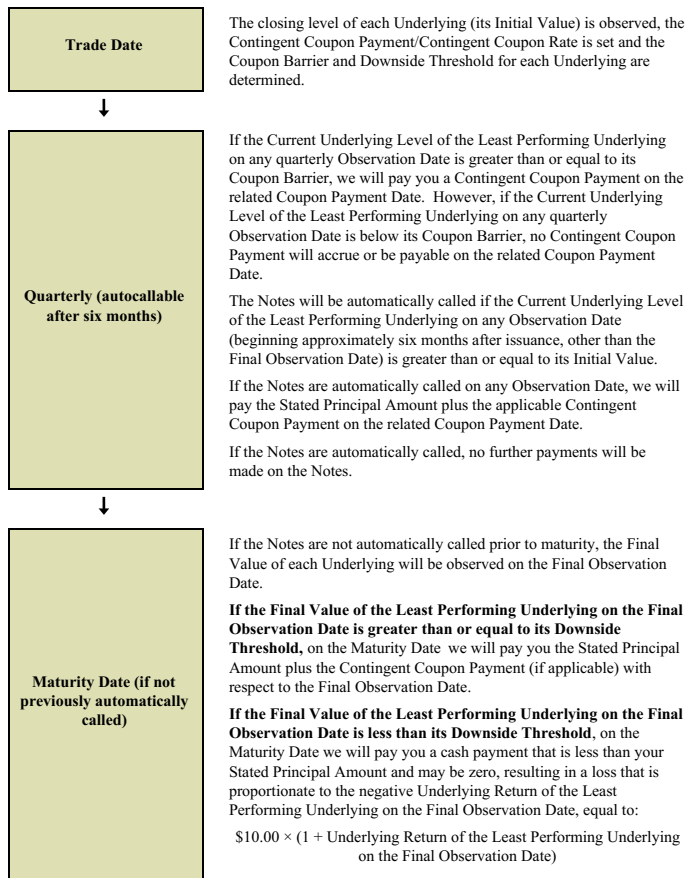 Trade Date
The closing level of each Underlying (its Initial Value) is observed, the
Contingent Coupon Payment/Contingent Coupon Rate is set and the
Coupon Barrier and Downside Threshold for each Underlying are
determined.
Quarterly (autocallable
after six months)
If the Current Underlying Level of the Least Performing Underlying
on any quarterly Observation Date is greater than or equal to its
Coupon Barrier, we will pay you a Contingent Coupon Payment on the
related Coupon Payment Date. However, if the Current Underlying
Level of the Least Performing Underlying on any quarterly
Observation Date is below its Coupon Barrier, no Contingent Coupon
Payment will accrue or be payable on the related Coupon Payment
Date.
The Notes will be automatically called if the Current Underlying Level
of the Least Performing Underlying on any Observation Date
(beginning approximately six months after issuance, other than the
Final Observation Date) is greater than or equal to its Initial Value.
If the Notes are automatically called on any Observation Date, we will
pay the Stated Principal Amount plus the applicable Contingent
Coupon Payment on the related Coupon Payment Date.
If the Notes are automatically called, no further payments will be
made on the Notes.
Maturity Date (if not
previously automatically
called)
If the Notes are not automatically called prior to maturity, the Final
Value of each Underlying will be observed on the Final Observation
Date.
If the Final Value of the Least Performing Underlying on the Final
Observation Date is greater than or equal to its Downside
Threshold, on the Maturity Date we will pay you the Stated Principal
Amount plus the Contingent Coupon Payment (if applicable) with
respect to the Final Observation Date.
If the Final Value of the Least Performing Underlying on the Final
Observation Date is less than its Downside Threshold, on the
Maturity Date we will pay you a cash payment that is less than your
Stated Principal Amount and may be zero, resulting in a loss that is
proportionate to the negative Underlying Return of the Least
Performing Underlying on the Final Observation Date, equal to:
$10.00 × (1 + Underlying Return of the Least Performing Underlying
on the Final Observation Date)